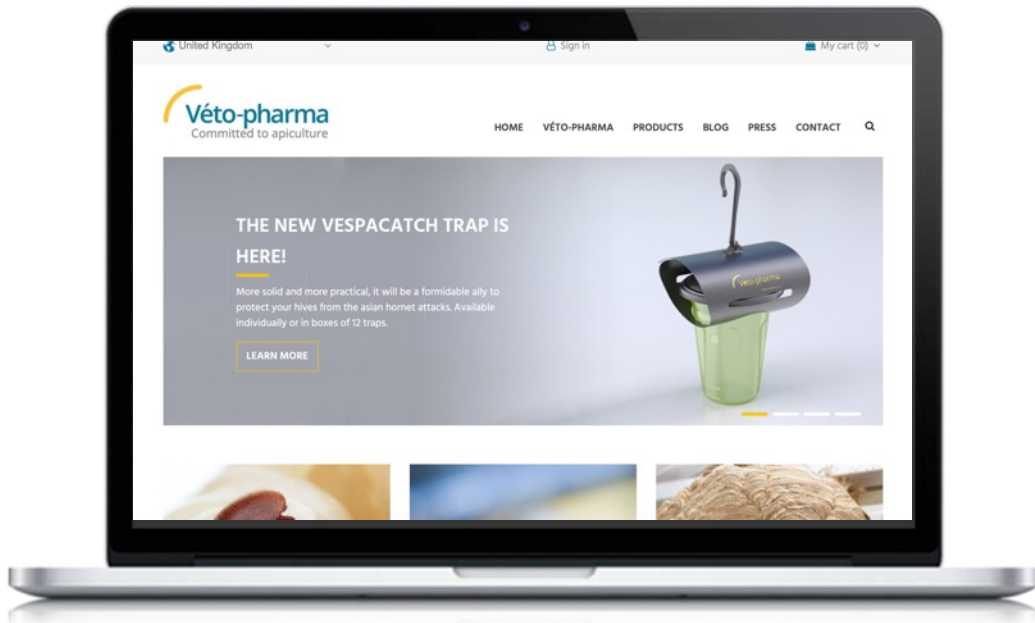 United Kingdom
Sign in
My cart (0)
Véto-pharma
Committed to apiculture
HOME VÉTO-PHARMA PRODUCTS BLOG PRESS CONTACT
THE NEW VESPACATCH TRAP IS
HERE!
More solid and more practical, it will be a formidable ally to
protect your hives from the asian hornet attacks. Available
individually or in boxes of 12 traps.
LEARN MORE
Véto-pharma